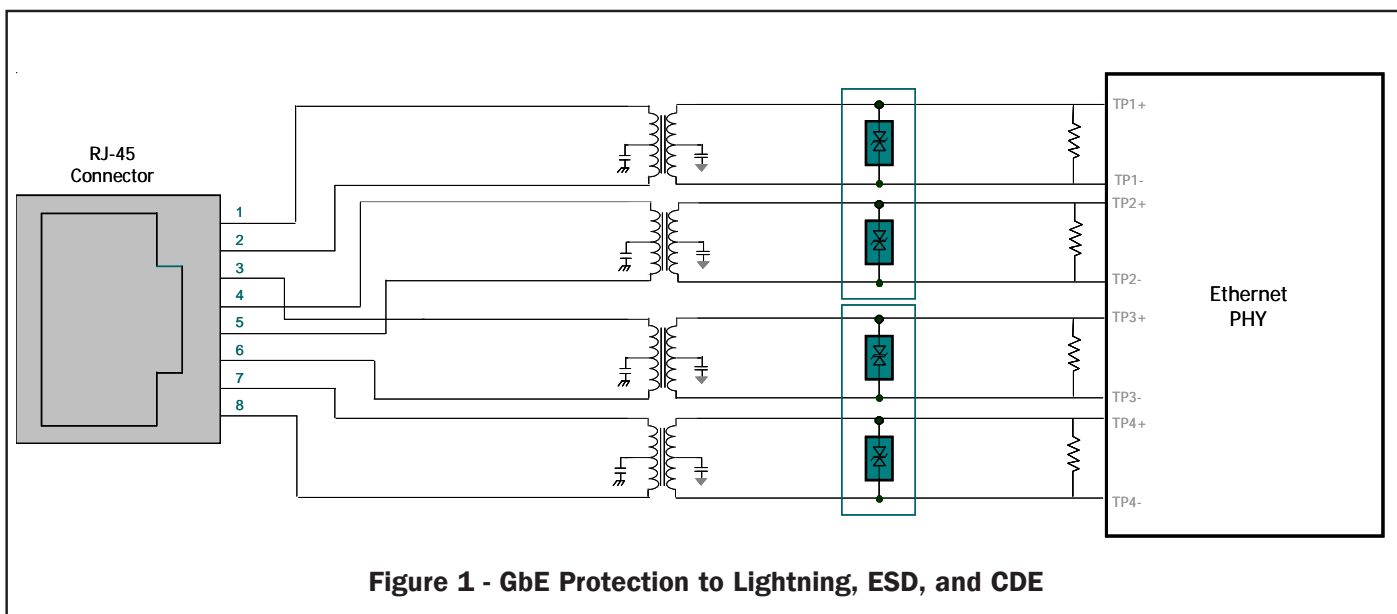 RJ-45
Connector
1
2
3
4
5
6
7
8
TP1+
TP1-
TP2+
TP2-
TP3+
TP3-
TP4+
TP4-
Ethernet
PHY
Figure 1 - GbE Protection to Lightning, ESD, and CDE